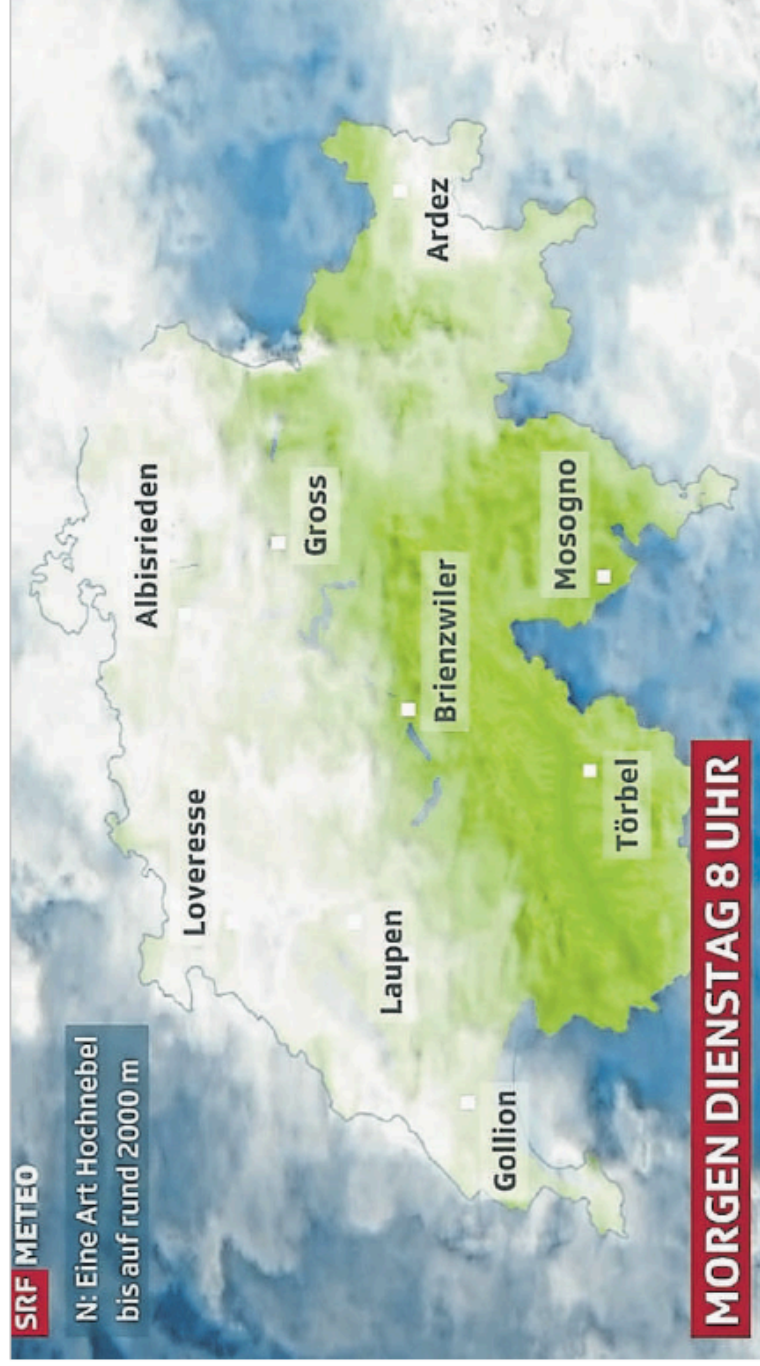 SRF METEO
N: Eine Art Hochnebel
bis auf rund 2000 m
Albisrieden
Loveresse
Gross
Ardez
Laupen
Brienzwiler
Mosogno
Gollion
Törbel
MORGEN DIENSTAG 8 UHR